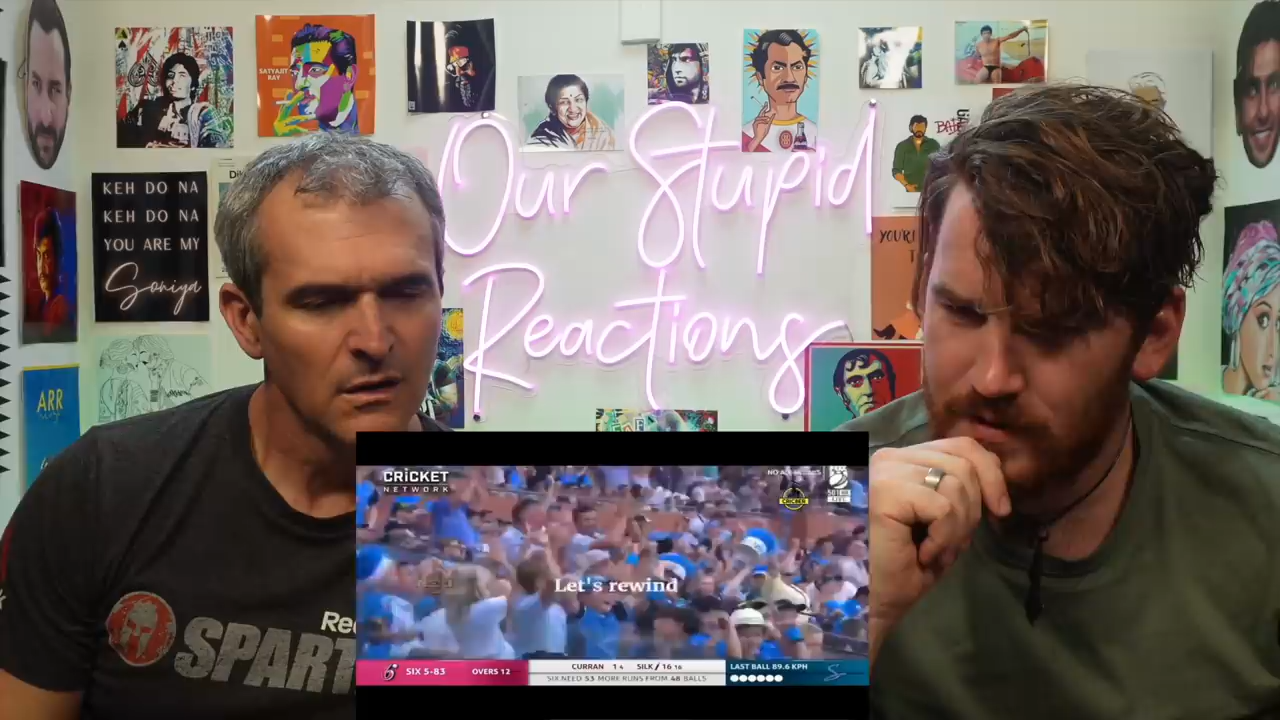 SATYAJIT
RAY
KEH DO NA
KEH DO NA
YOU ARE MY
Soniya
Our Stupid
Reactions
ARR
CRICKET
NETWORK
CRICKET
Let's rewind
SIX 5-83
OVERS 12
CURRAN 1 4 SILK / 16 16
SIX NEED 53 MORE RUNS FROM 48 BALLS
LAST BALL 89.6 KPH
SPART